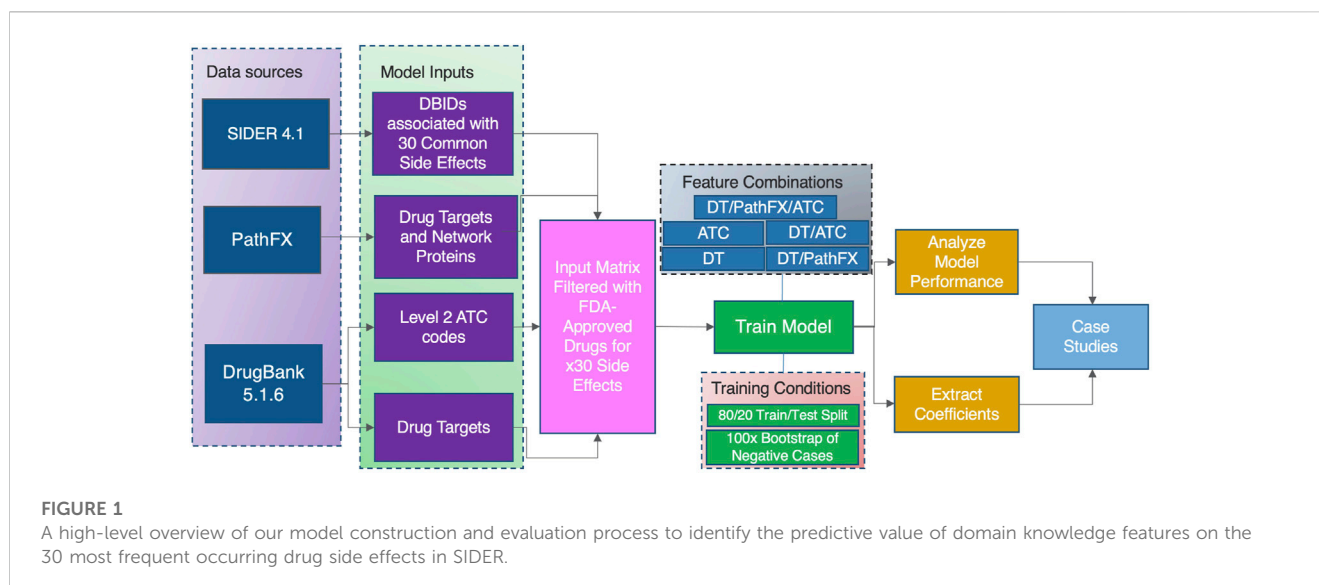 Data sources
SIDER 4.1
PathFX
DrugBank
5.1.6
Model Inputs
DBIDs
associated with
30 Common
Side Effects
Drug Targets
and Network
Proteins
Level 2 ATC
codes
Drug Targets
Input Matrix
Filtered with
FDA-
Approved
Drugs for
x30 Side
Effects
Feature Combinations
DT/PathFX/ATC
ATC
DT/ATC
DT
DT/PathFX
Train Model
Training Conditions
80/20 Train/Test Split
100x Bootstrap of
Negative Cases
Analyze
Model
Performance
Extract
Coefficients
Case
Studies
FIGURE 1
A high-level overview of our model construction and evaluation process to identify the predictive value of domain knowledge features on the
30 most frequent occurring drug side effects in SIDER.